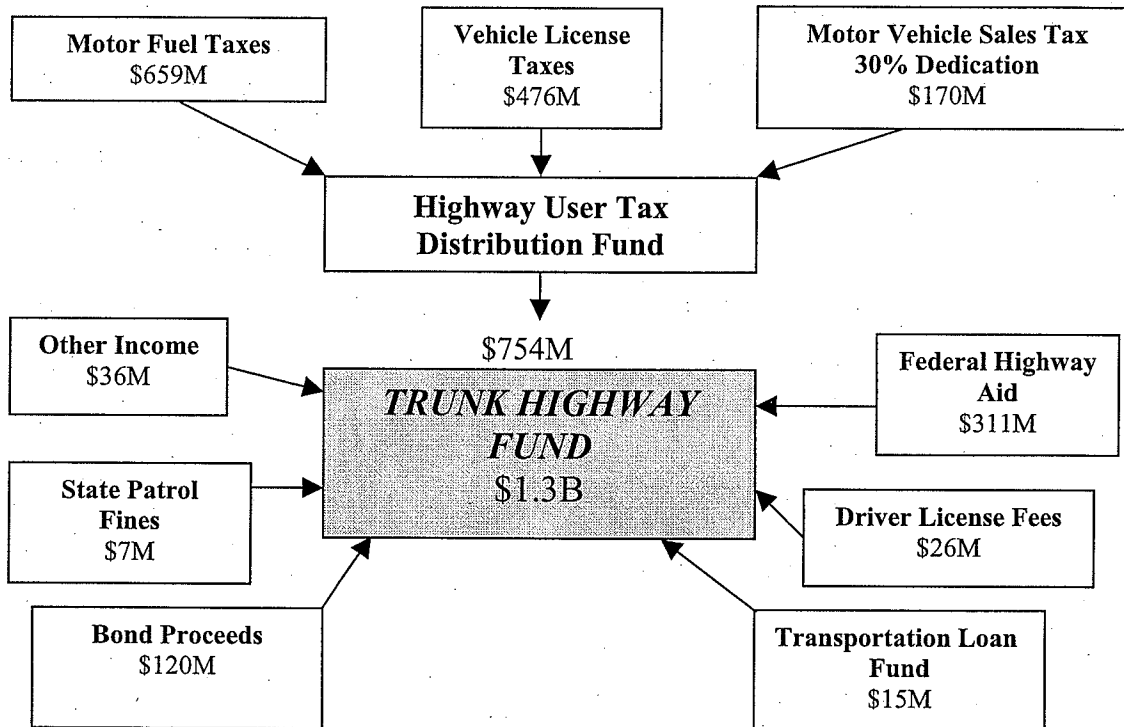 Motor Fuel Taxes
$659M
Vehicle License
Taxes
$476M
Motor Vehicle Sales Tax
30% Dedication
$170M
Highway User Tax
Distribution Fund
$754M
Other Income
$36M
TRUNK HIGHWAY
FUND
$1.3B
Federal Highway
Aid
$311M
State Patrol
Fines
$7M
Driver License Fees
$26M
Bond Proceeds
$120M
Transportation Loan
Fund
$15M